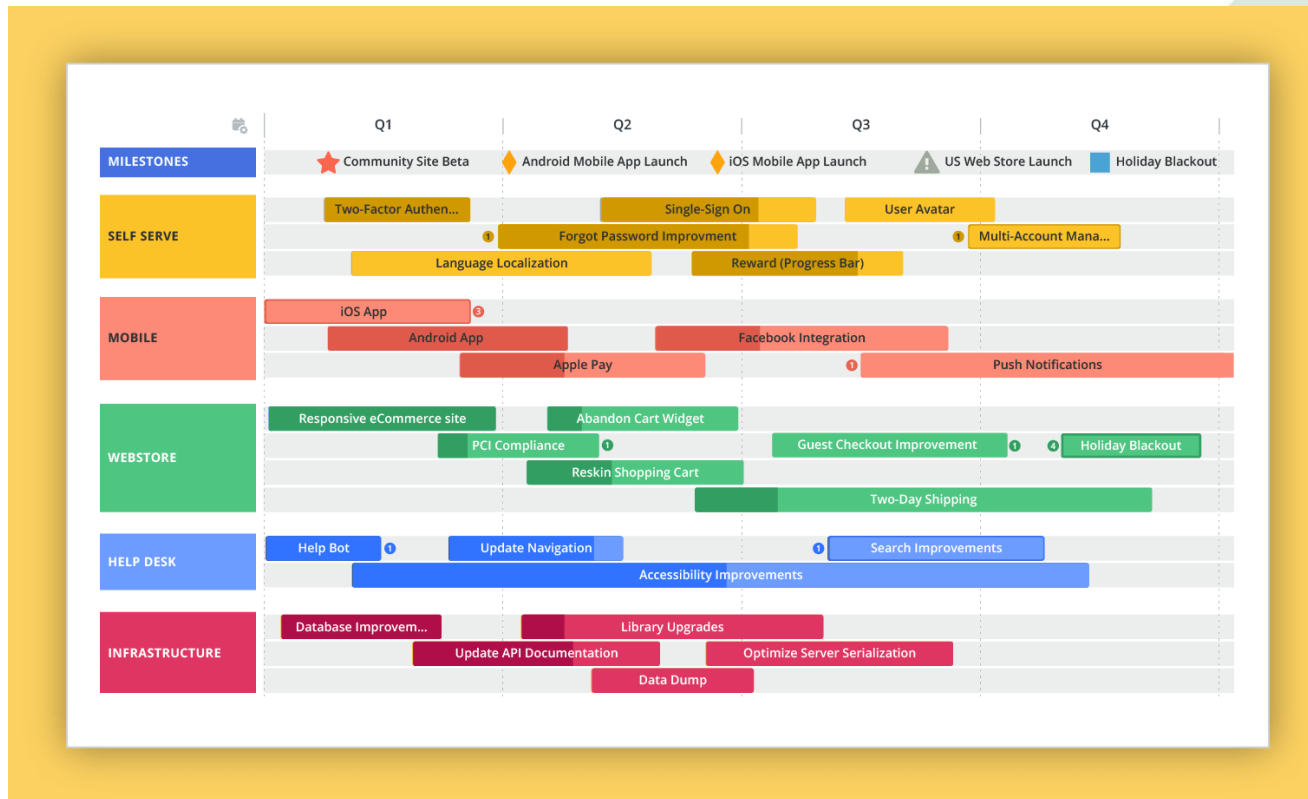 Q1 Q2 Q3 Q4
MILESTONES Community Site Beta Android Mobile App Launch iOS Mobile App Launch US Web Store Launch Holiday Blackout
Two-Factor Authen... Single-Sign On User Avatar
SELF SERVE 1 Forgot Password Improvment 1 Multi-Account Mana...
Language Localization Reward (Progress Bar)
iOS App 3
MOBILE Android App Facebook Integration
Apple Pay 1 Push Notifications
Responsive eCommerce site Abandon Cart Widget
PCI Compliance 1 Guest Checkout Improvement 1 4 Holiday Blackout
WEBSTORE
Reskin Shopping Cart
Two-Day Shipping
Help Bot 1 Update Navigation 1 Search Improvements
HELP DESK
Accessibility Improvements
Database Improvem... Library Upgrades
INFRASTRUCTURE Update API Documentation Optimize Server Serialization
Data Dump